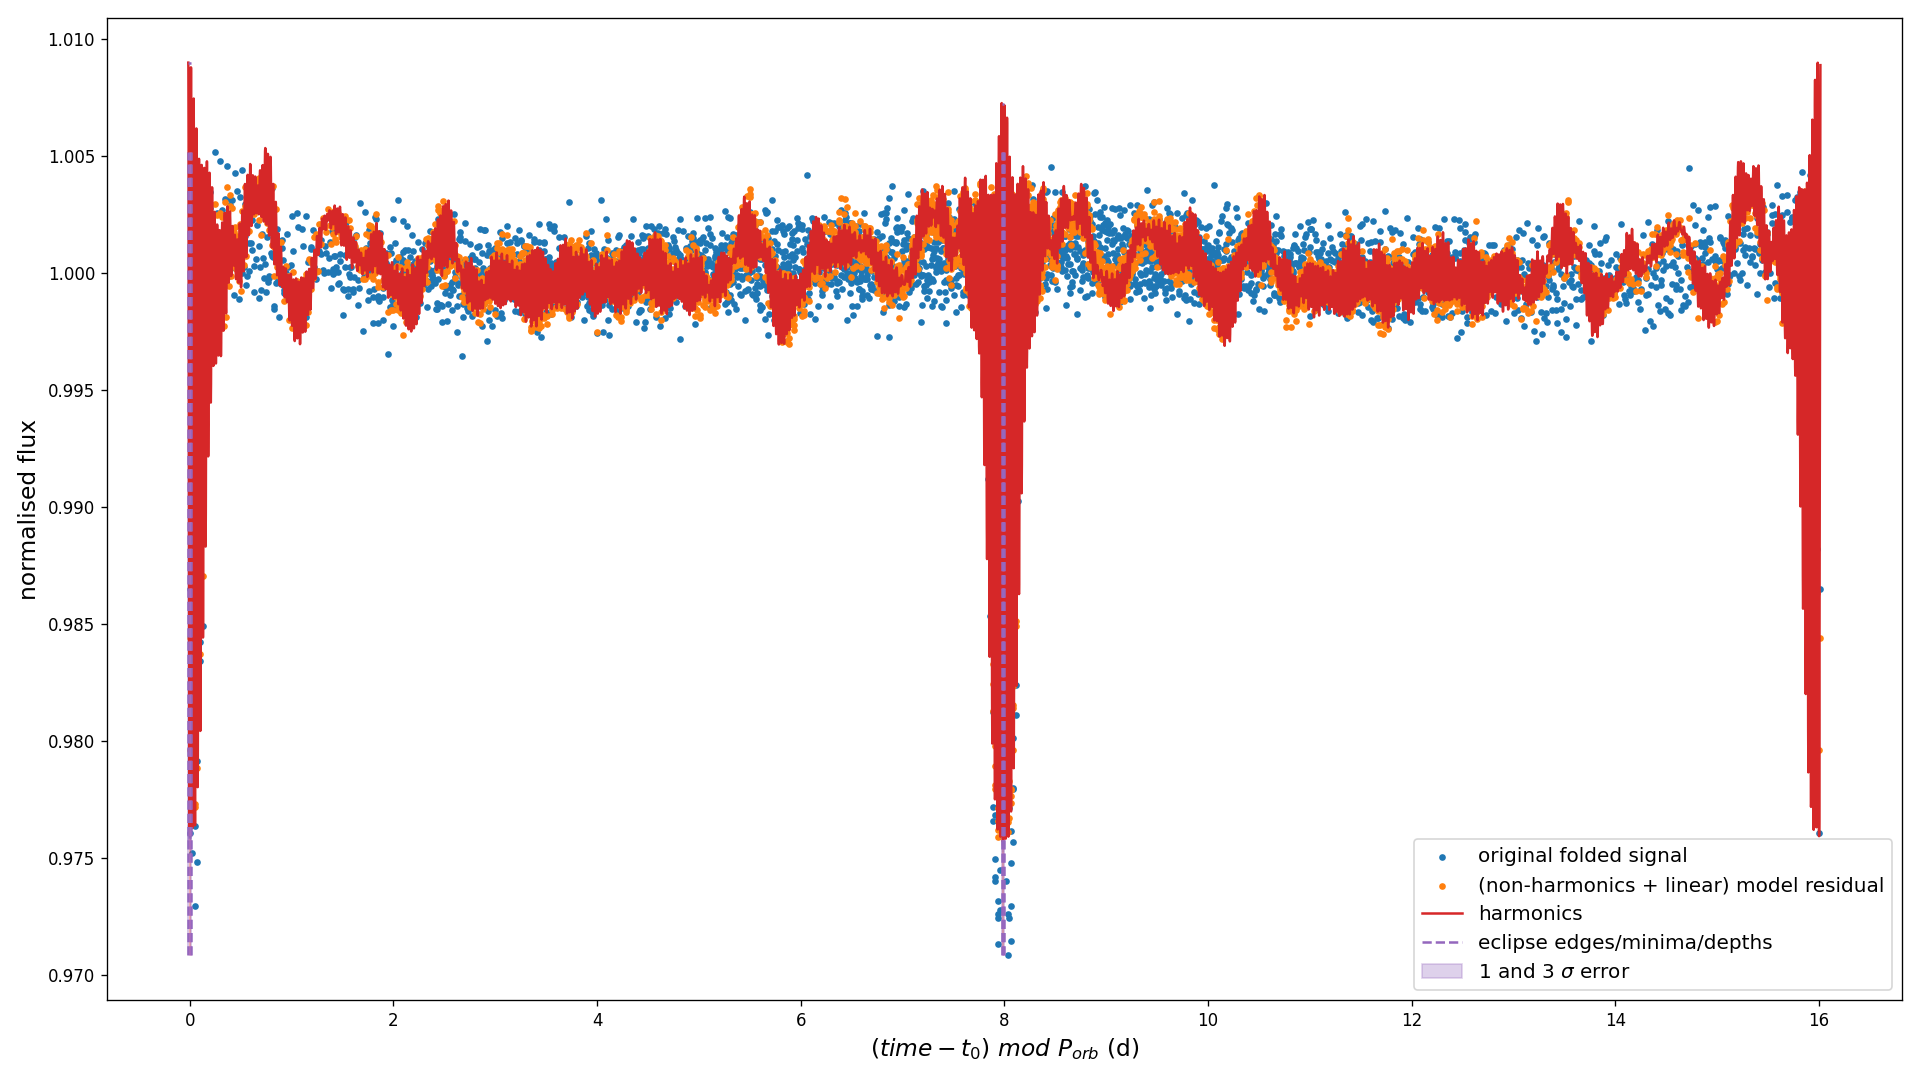 1.010
1.005
1.000
0.995
0.990
0.985
0.980
0.975
0.970
normalised flux
0 2 4 6 8 10 12 14 16
(time − t₀) mod Pₒᵣb (d)
original folded signal
(non-harmonics + linear) model residual
harmonics
eclipse edges/minima/depths
1 and 3 σ error